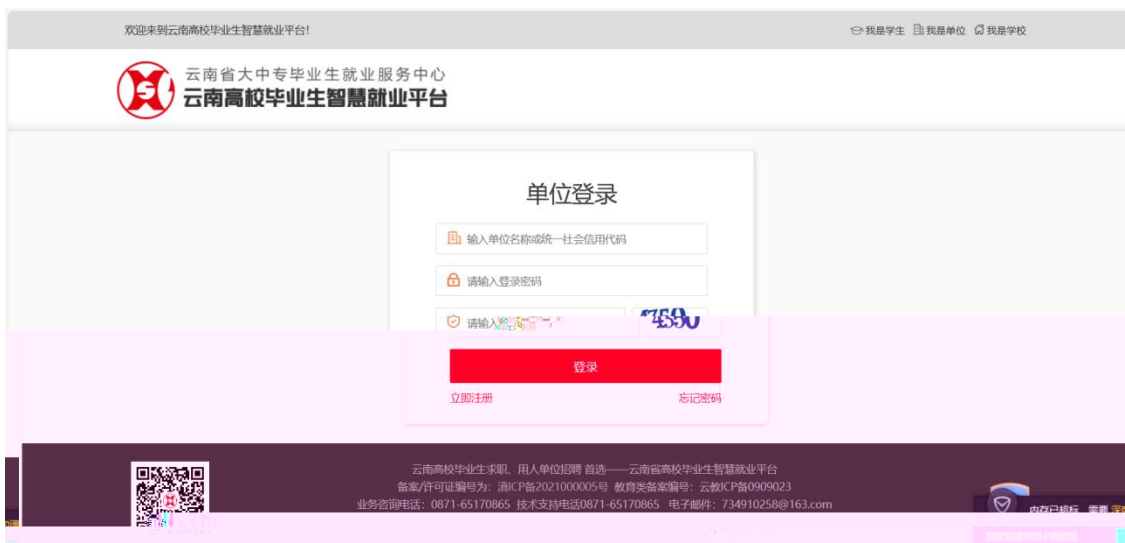 欢迎来到云南高校毕业生智慧就业平台!
我是学生 我是单位 我是学校
云南省大中专毕业生就业服务中心
云南高校毕业生智慧就业平台
单位登录
输入单位名称或统一社会信用代码
请输入登录密码
请输入
登录
立即注册 忘记密码
云南高校毕业生求职、用人单位招聘 首选——云南省高校毕业生智慧就业平台
备案/许可证编号为: 滇ICP备2021000005号 教育类备案编号: 云教ICP备0909023
业务咨询电话: 0871-65170865 技术支持电话0871-65170865 电子邮件: 734910258@163.com
内存已超标 需要